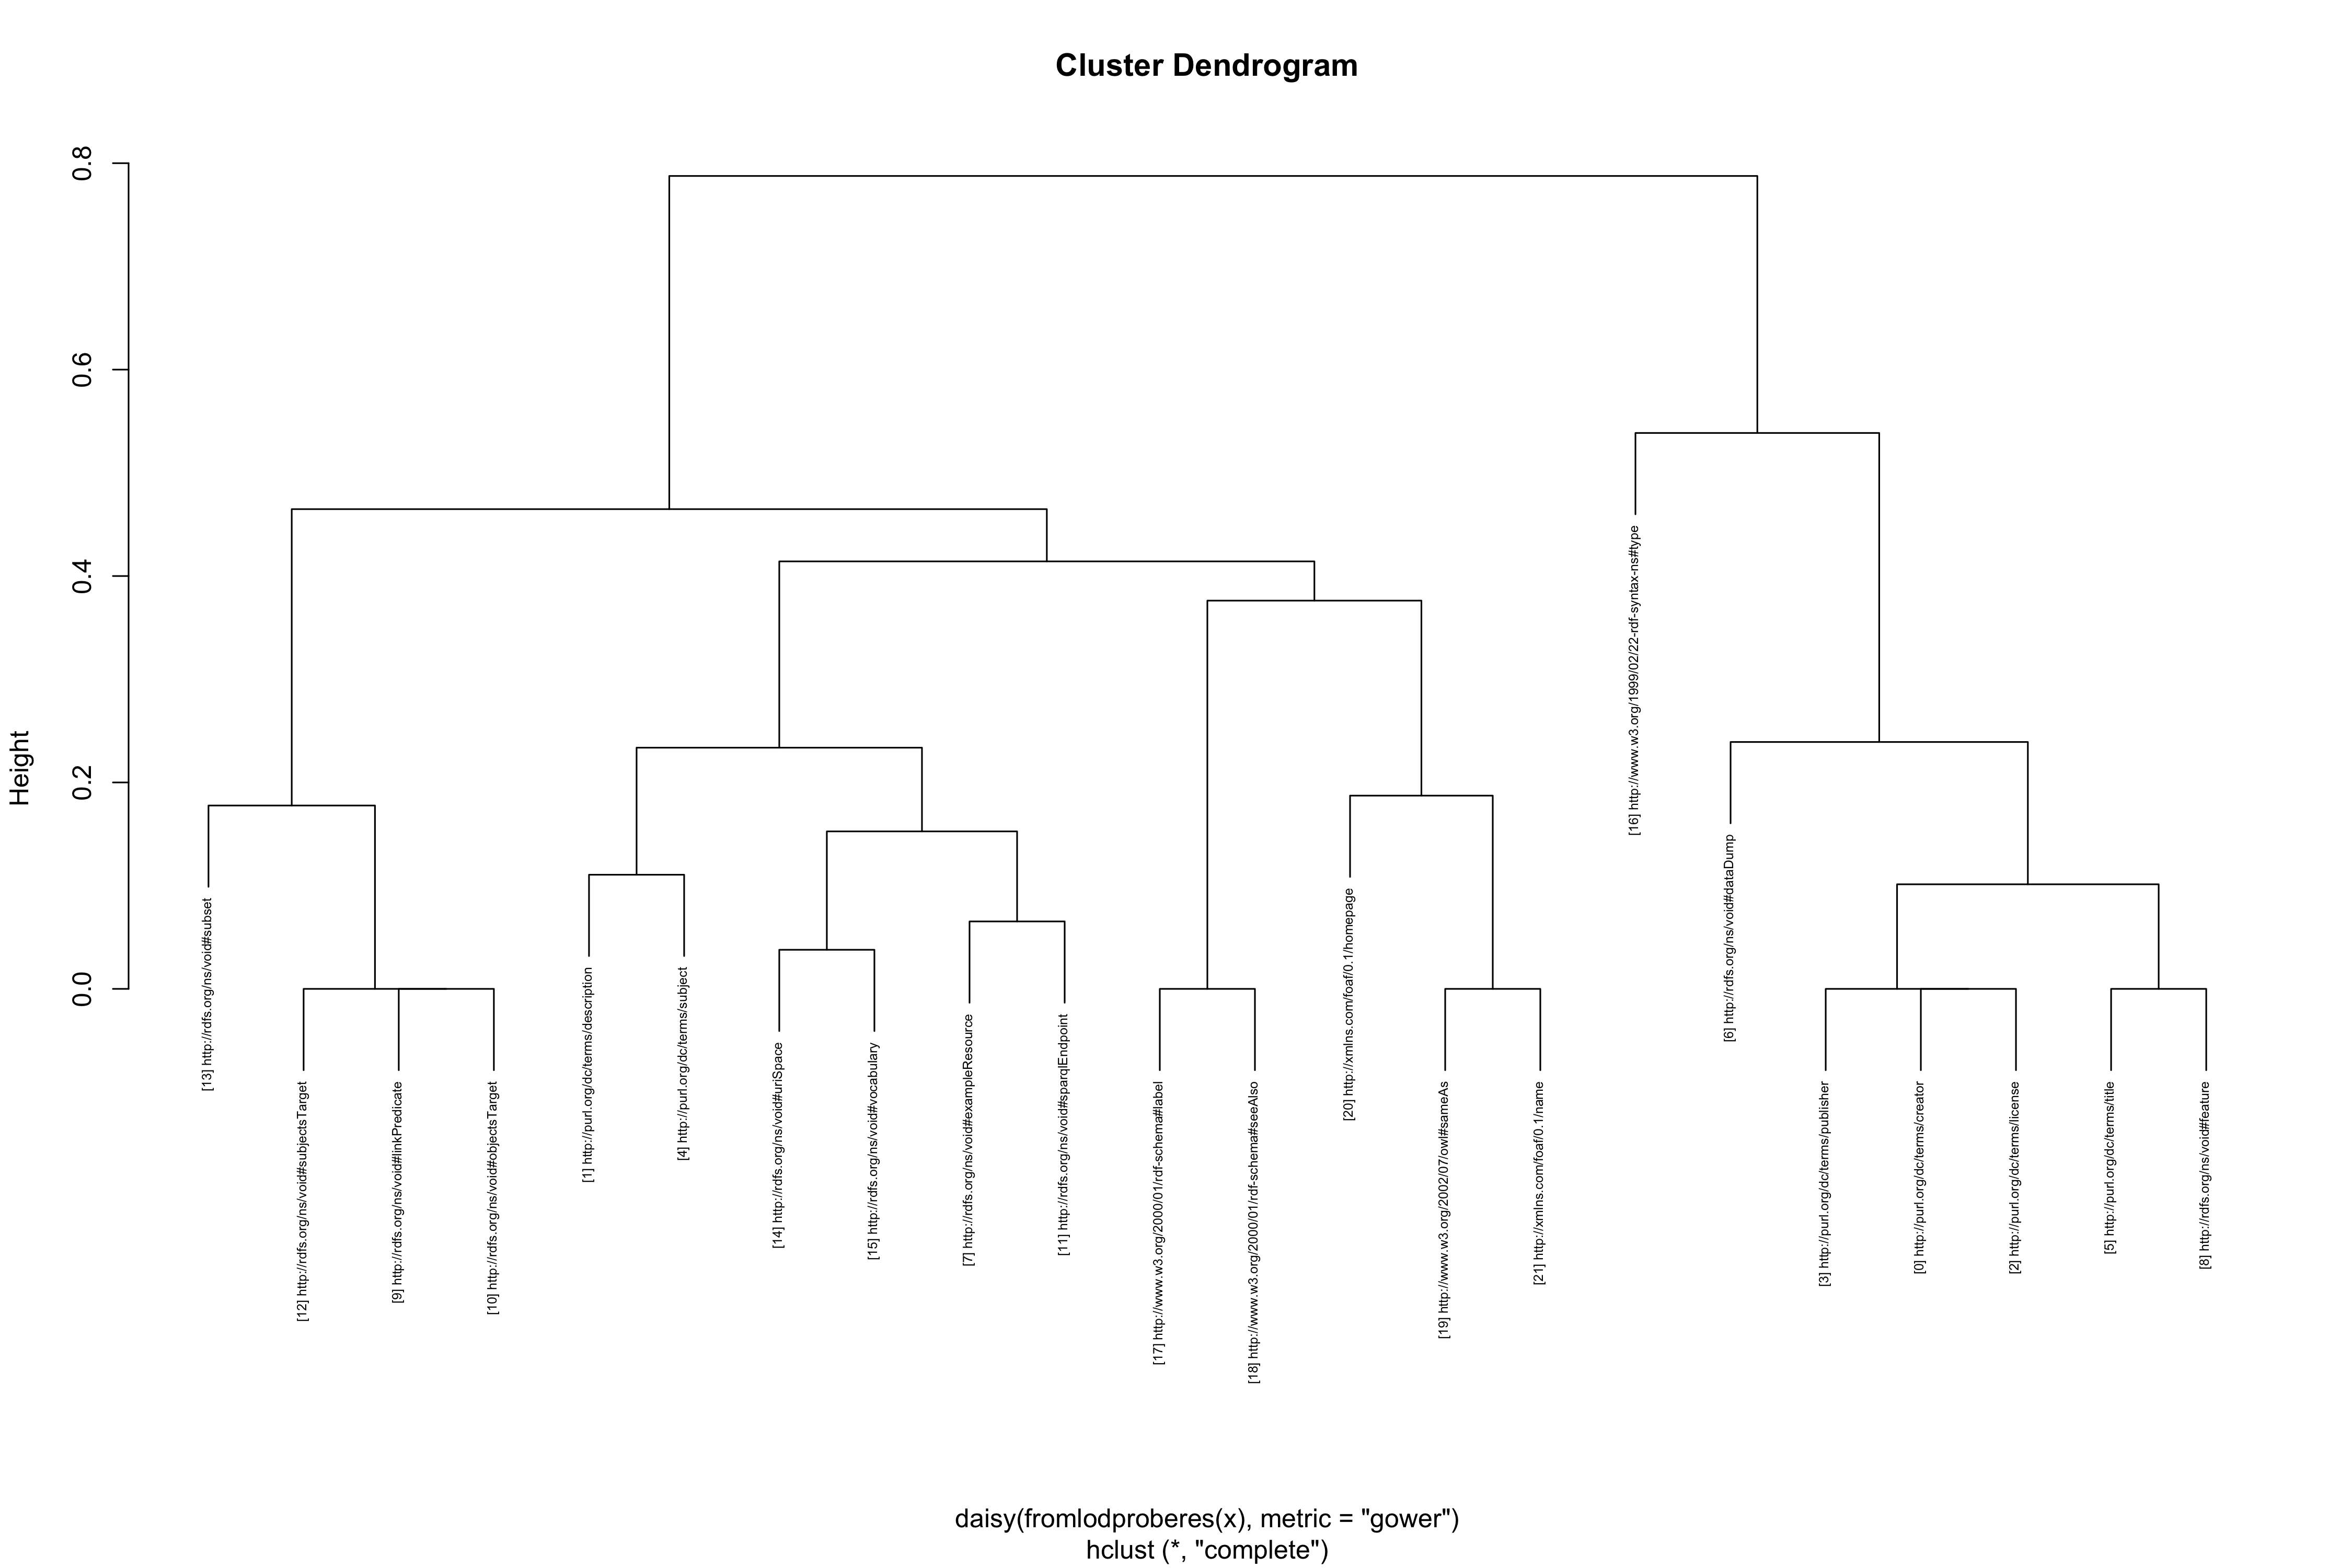 Cluster Dendrogram
Height
0.8
0.6
0.4
0.2
0.0
[13] http://rdfs.org/ns/void#subset
[12] http://rdfs.org/ns/void#subjectsTarget
[9] http://rdfs.org/ns/void#linkPredicate
[10] http://rdfs.org/ns/void#objectsTarget
[1] http://purl.org/dc/terms/description
[4] http://purl.org/dc/terms/subject
[14] http://rdfs.org/ns/void#uriSpace
[15] http://rdfs.org/ns/void#vocabulary
[7] http://rdfs.org/ns/void#exampleResource
[11] http://rdfs.org/ns/void#sparqlEndpoint
[17] http://www.w3.org/2000/01/rdf-schema#label
[18] http://www.w3.org/2000/01/rdf-schema#seeAlso
[20] http://xmlns.com/foaf/0.1/homepage
[19] http://www.w3.org/2002/07/owl#sameAs
[21] http://xmlns.com/foaf/0.1/name
[16] http://www.w3.org/1999/02/22-rdf-syntax-ns#type
[6] http://rdfs.org/ns/void#dataDump
[3] http://purl.org/dc/terms/publisher
[0] http://purl.org/dc/terms/creator
[2] http://purl.org/dc/terms/license
[5] http://purl.org/dc/terms/title
[8] http://rdfs.org/ns/void#feature
daisy(fromlodproberes(x), metric = "gower")
hclust (*, "complete")